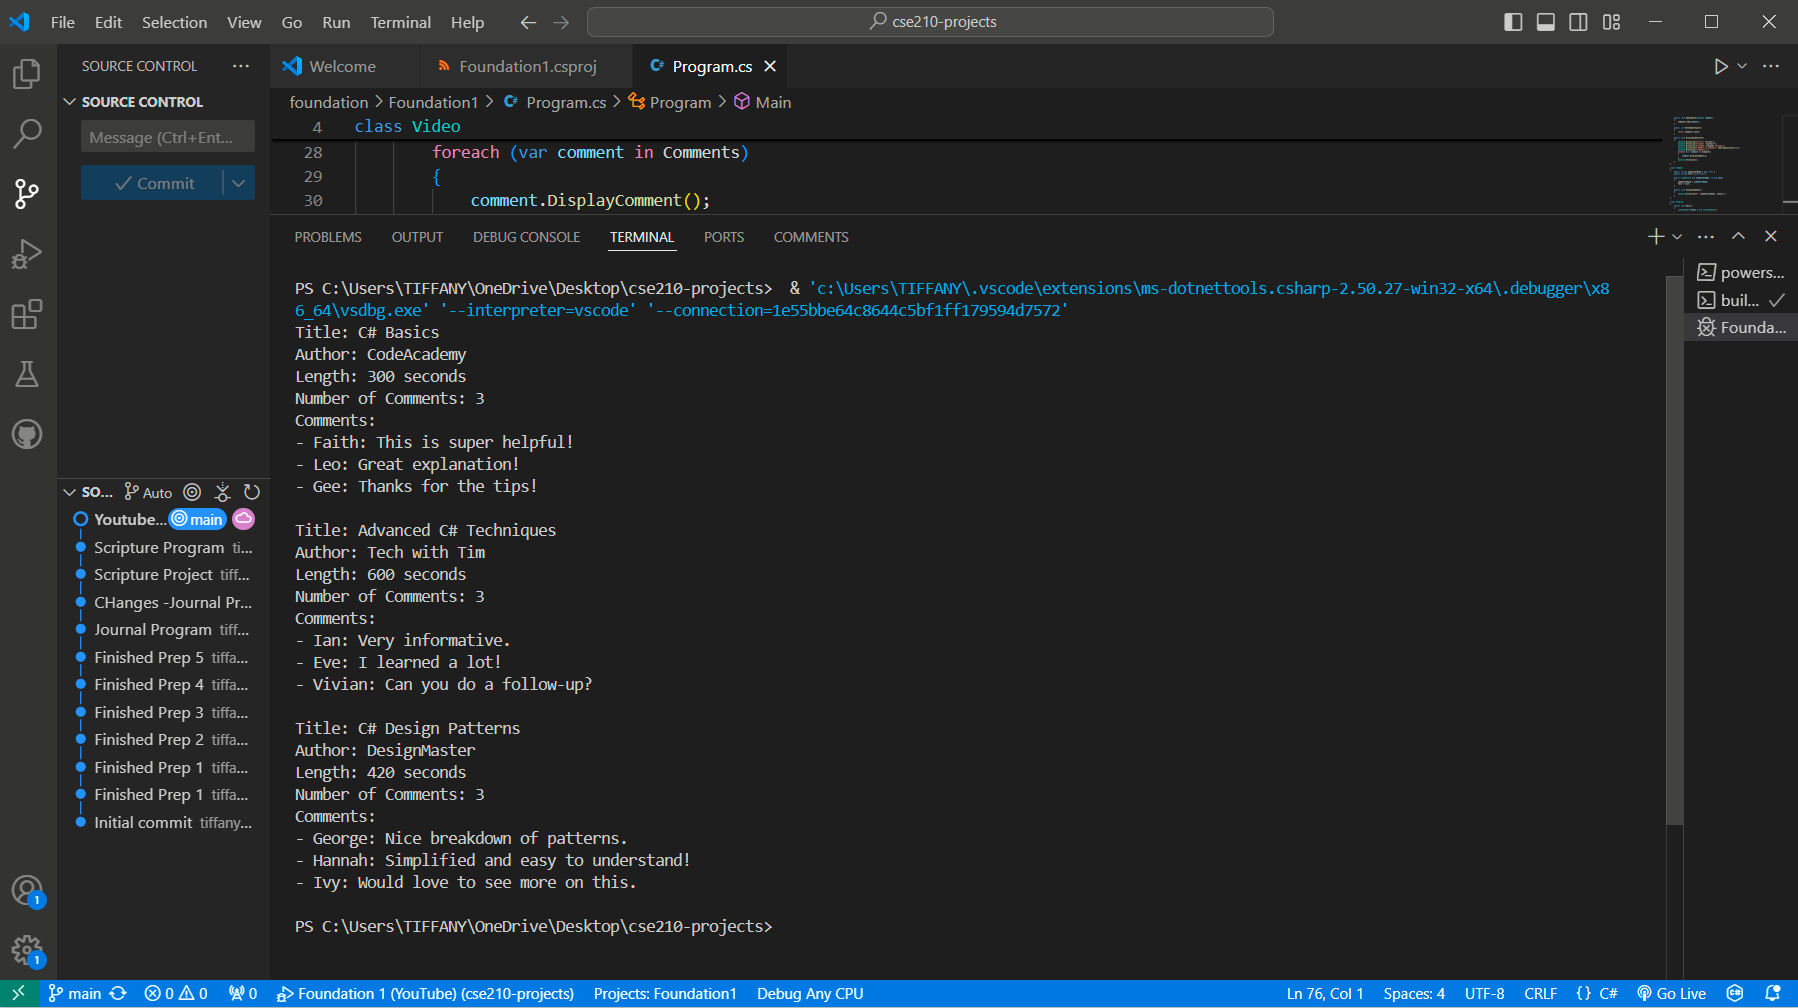 File Edit Selection View Go Run Terminal Help
cse210-projects
SOURCE CONTROL
SOURCE CONTROL
Message (Ctrl+Ent...
Commit
SO... Auto
Youtube... main
Scripture Program ti...
Scripture Project tiff...
CHanges -Journal Pr...
Journal Program tiff...
Finished Prep 5 tiffa...
Finished Prep 4 tiffa...
Finished Prep 3 tiffa...
Finished Prep 2 tiffa...
Finished Prep 1 tiffa...
Finished Prep 1 tiffa...
Initial commit tiffany...
1
1
Welcome
Foundation1.csproj
Program.cs
foundation > Foundation1 > Program.cs > Program > Main
4 class Video
28 foreach (var comment in Comments)
29 {
30 comment.DisplayComment();
PROBLEMS OUTPUT DEBUG CONSOLE TERMINAL PORTS COMMENTS
PS C:\Users\TIFFANY\OneDrive\Desktop\cse210-projects> & 'c:\Users\TIFFANY\.vscode\extensions\ms-dotnettools.csharp-2.50.27-win32-x64\.debugger\x8
6_64\vsdbg.exe' '--interpreter=vscode' '--connection=1e55bbe64c8644c5bf1ff179594d7572'
Title: C# Basics
Author: CodeAcademy
Length: 300 seconds
Number of Comments: 3
Comments:
- Faith: This is super helpful!
- Leo: Great explanation!
- Gee: Thanks for the tips!
Title: Advanced C# Techniques
Author: Tech with Tim
Length: 600 seconds
Number of Comments: 3
Comments:
- Ian: Very informative.
- Eve: I learned a lot!
- Vivian: Can you do a follow-up?
Title: C# Design Patterns
Author: DesignMaster
Length: 420 seconds
Number of Comments: 3
Comments:
- George: Nice breakdown of patterns.
- Hannah: Simplified and easy to understand!
- Ivy: Would love to see more on this.
PS C:\Users\TIFFANY\OneDrive\Desktop\cse210-projects>
powers...
buil...
Founda...
main 0 0 0 Foundation 1 (YouTube) (cse210-projects) Projects: Foundation1 Debug Any CPU Ln 76, Col 1 Spaces: 4 UTF-8 CRLF {} C# Go Live